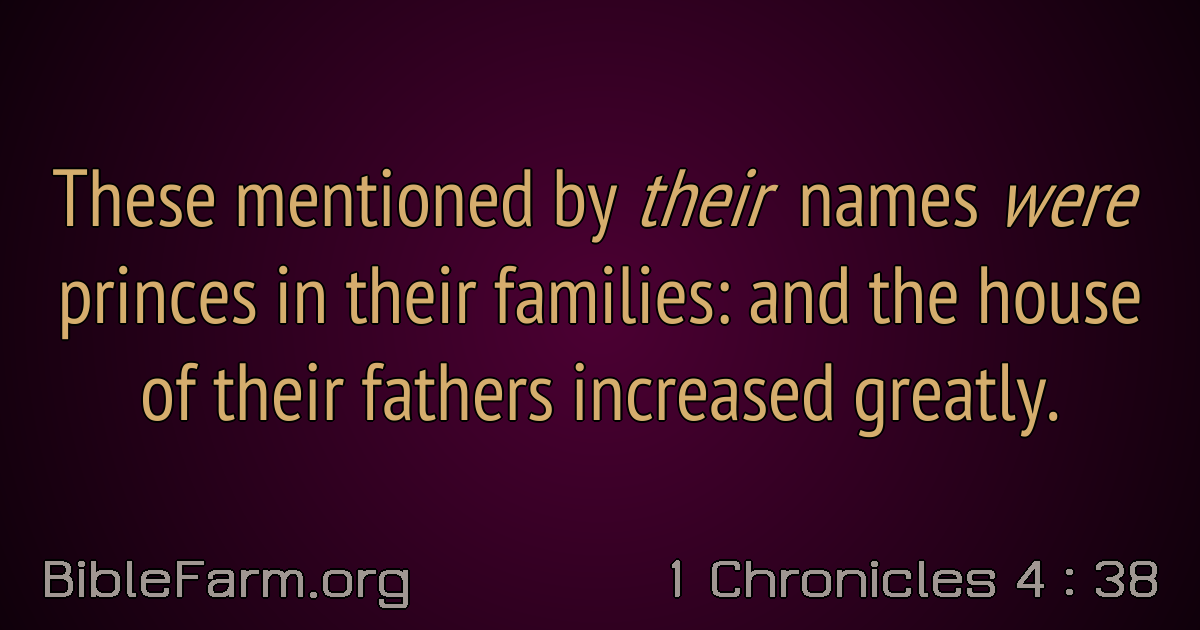 These mentioned by their names were
princes in their families: and the house
of their fathers increased greatly.
BibleFarm.org
1 Chronicles 4 : 38